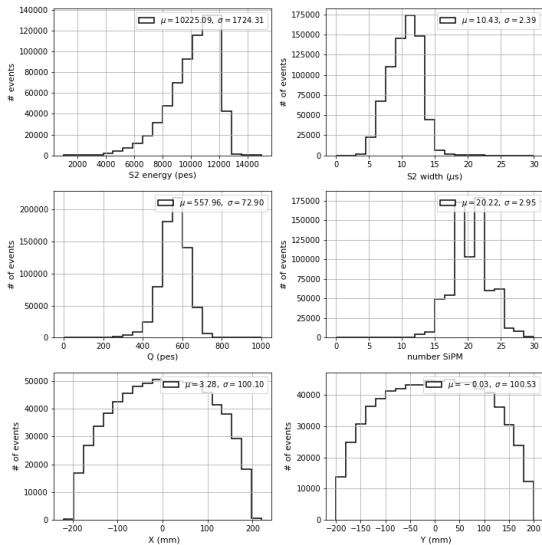 140000
120000
100000
80000
60000
40000
20000
0
# events
μ=10225.09, σ=1724.31
2000 4000 6000 8000 10000 12000 14000
S2 energy (pes)
175000
150000
125000
100000
75000
50000
25000
0
# of events
μ=10.43, σ=2.39
0 5 10 15 20 25 30
S2 width (μs)
200000
150000
100000
50000
0
# of events
μ=557.96, σ=72.90
0 200 400 600 800 1000
Q (pes)
175000
150000
125000
100000
75000
50000
25000
0
# of events
μ=20.22, σ=2.95
0 5 10 15 20 25 30
number SiPM
50000
40000
30000
20000
10000
0
# of events
μ=3.28, σ=100.10
−200 −100 0 100 200
X (mm)
40000
30000
20000
10000
0
# of events
μ=−0.03, σ=100.53
−200 −150 −100 −50 0 50 100 150 200
Y (mm)